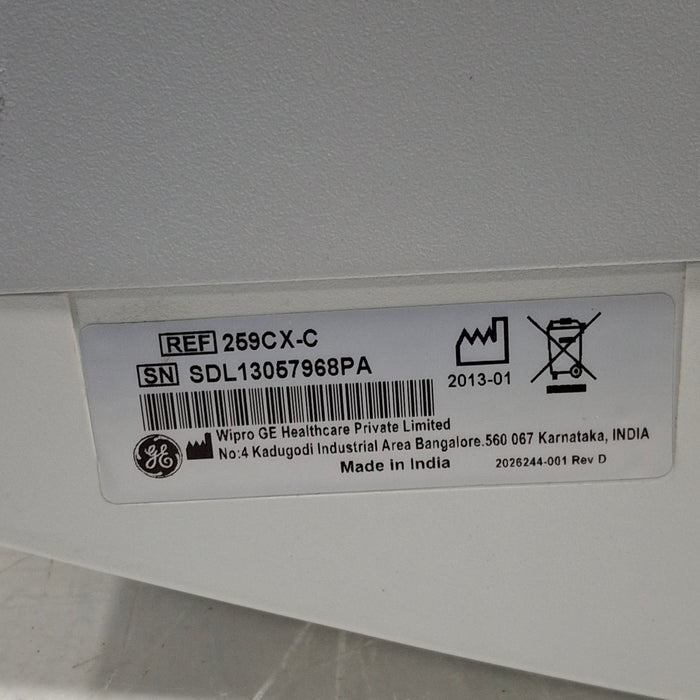 REF 259CX-C
SN SDL13057968PA
2013-01
Wipro GE Healthcare Private Limited
No:4 Kadugodi Industrial Area Bangalore.560 067 Karnataka, INDIA
GE
Made in India
2026244-001 Rev D